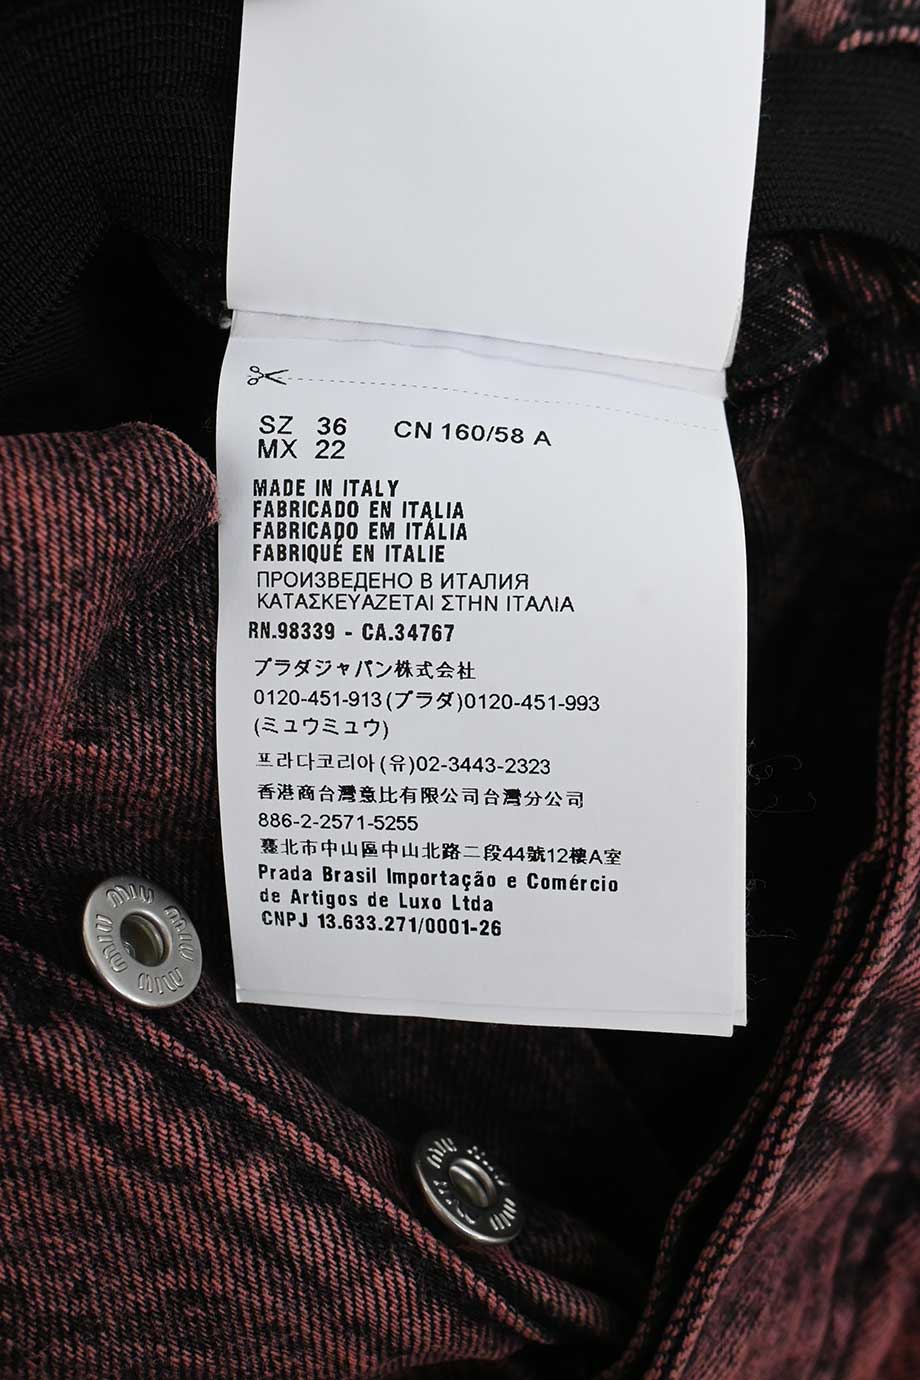 SZ 36 CN 160/58 A
MX 22
MADE IN ITALY
FABRICADO EN ITALIA
FABRICADO EM ITÁLIA
FABRIQUÉ EN ITALIE
ПРОИЗВЕДЕНО В ИТАЛИЯ
ΚΑΤΑΣΚΕΥΑΖΕΤΑΙ ΣΤΗΝ ΙΤΑΛΙΑ
RN.98339 - CA.34767
プラダジャパン株式会社
0120-451-913(プラダ)0120-451-993
(ミュウミュウ)
프라다코리아(유)02-3443-2323
香港商台灣意比有限公司台灣分公司
886-2-2571-5255
臺北市中山區中山北路二段44號12樓A室
Prada Brasil Importação e Comércio
de Artigos de Luxo Ltda
CNPJ 13.633.271/0001-26
MIU MIU MIU MIU
MIU MIU